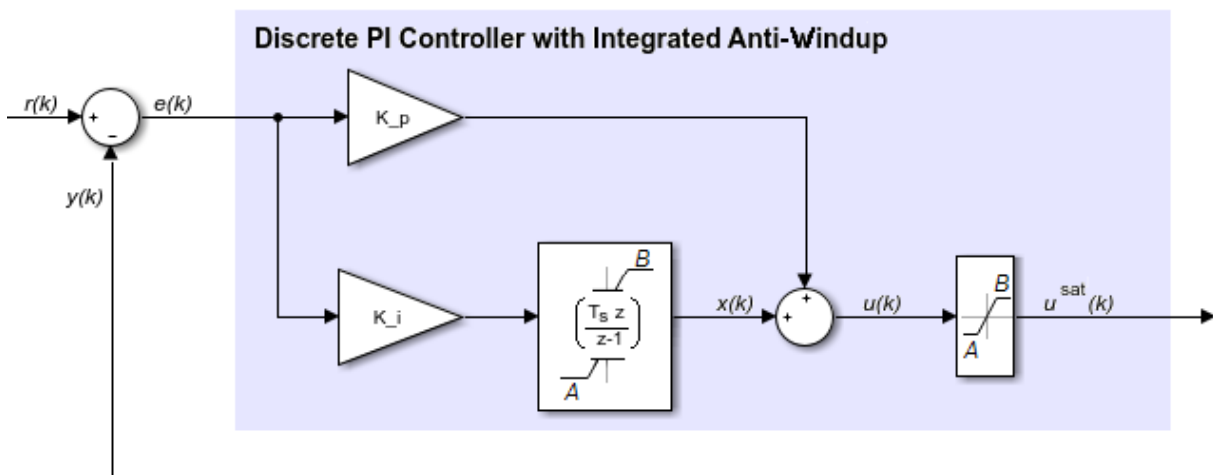 Discrete PI Controller with Integrated Anti-Windup
r(k)
+
-
e(k)
y(k)
K_p
K_i
B
T_s z
z-1
A
x(k)
+
+
u(k)
B
A
u^sat(k)